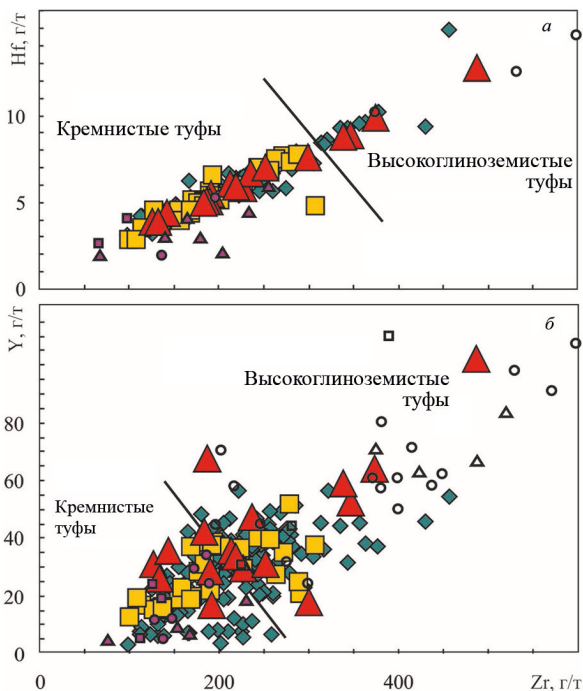 Hf, г/т
а
Кремнистые туфы
Высокоглиноземистые
туфы
10
5
0
Y, г/т
б
Высокоглиноземистые
туфы
Кремнистые
туфы
80
60
40
20
0
0 200 400 Zr, г/т